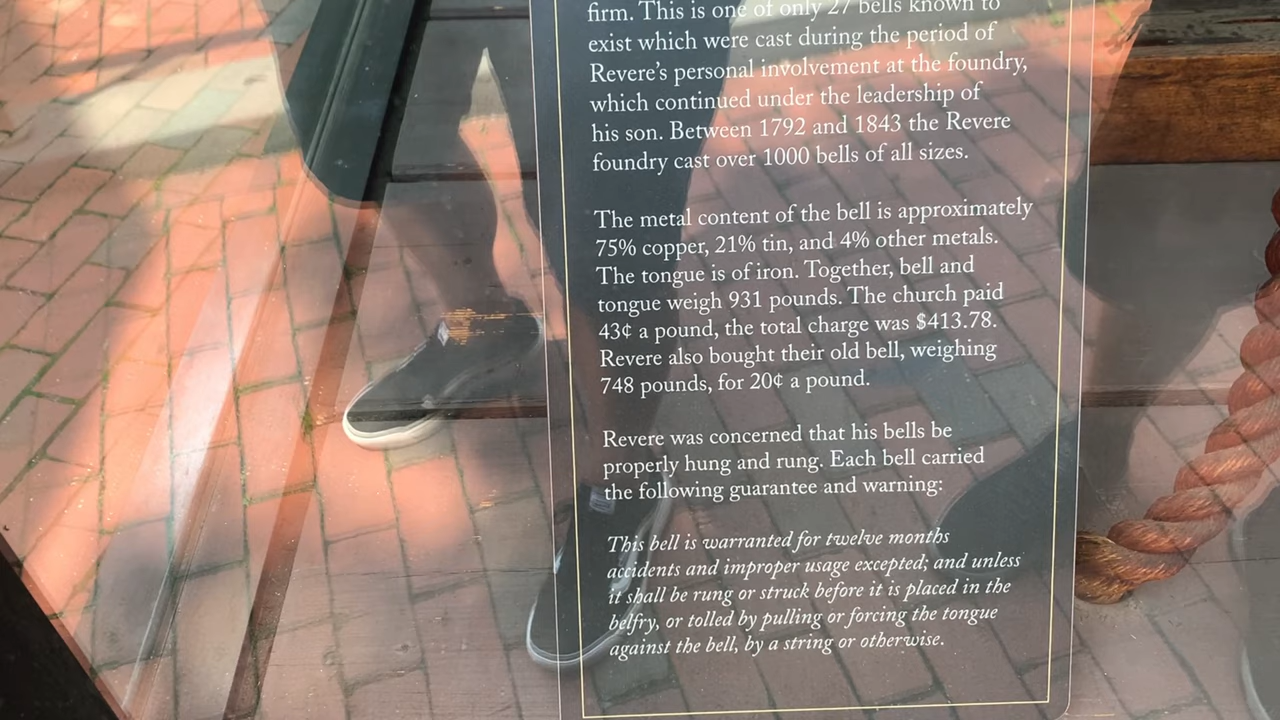 firm. This is one of only 27 bells known to
exist which were cast during the period of
Revere's personal involvement at the foundry,
which continued under the leadership of
his son. Between 1792 and 1843 the Revere
foundry cast over 1000 bells of all sizes.
The metal content of the bell is approximately
75% copper, 21% tin, and 4% other metals.
The tongue is of iron. Together, bell and
tongue weigh 931 pounds. The church paid
43¢ a pound, the total charge was $413.78.
Revere also bought their old bell, weighing
748 pounds, for 20¢ a pound.
Revere was concerned that his bells be
properly hung and rung. Each bell carried
the following guarantee and warning:
This bell is warranted for twelve months
accidents and improper usage excepted; and unless
it shall be rung or struck before it is placed in the
belfry, or tolled by pulling or forcing the tongue
against the bell, by a string or otherwise.